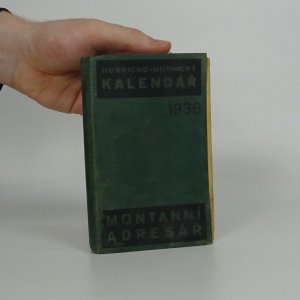 HORNICKO-HUTNICKÝ
KALENDÁŘ
1938
MONTANNÍ
ADRESÁŘ